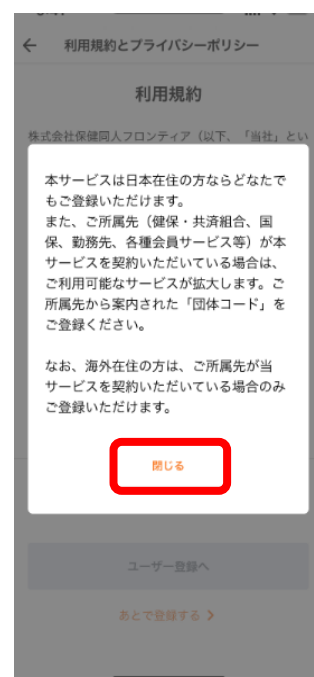 ← 利用規約とプライバシーポリシー
利用規約
株式会社保健同人フロンティア（以下、「当社」とい
本サービスは日本在住の方ならどなたで
もご登録いただけます。
また、ご所属先（健保・共済組合、国
保、勤務先、各種会員サービス等）が本
サービスを契約いただいている場合は、
ご利用可能なサービスが拡大します。ご
所属先から案内された「団体コード」を
ご登録ください。
なお、海外在住の方は、ご所属先が当
サービスを契約いただいている場合のみ
ご登録いただけます。
閉じる
ユーザー登録へ
あとで登録する >